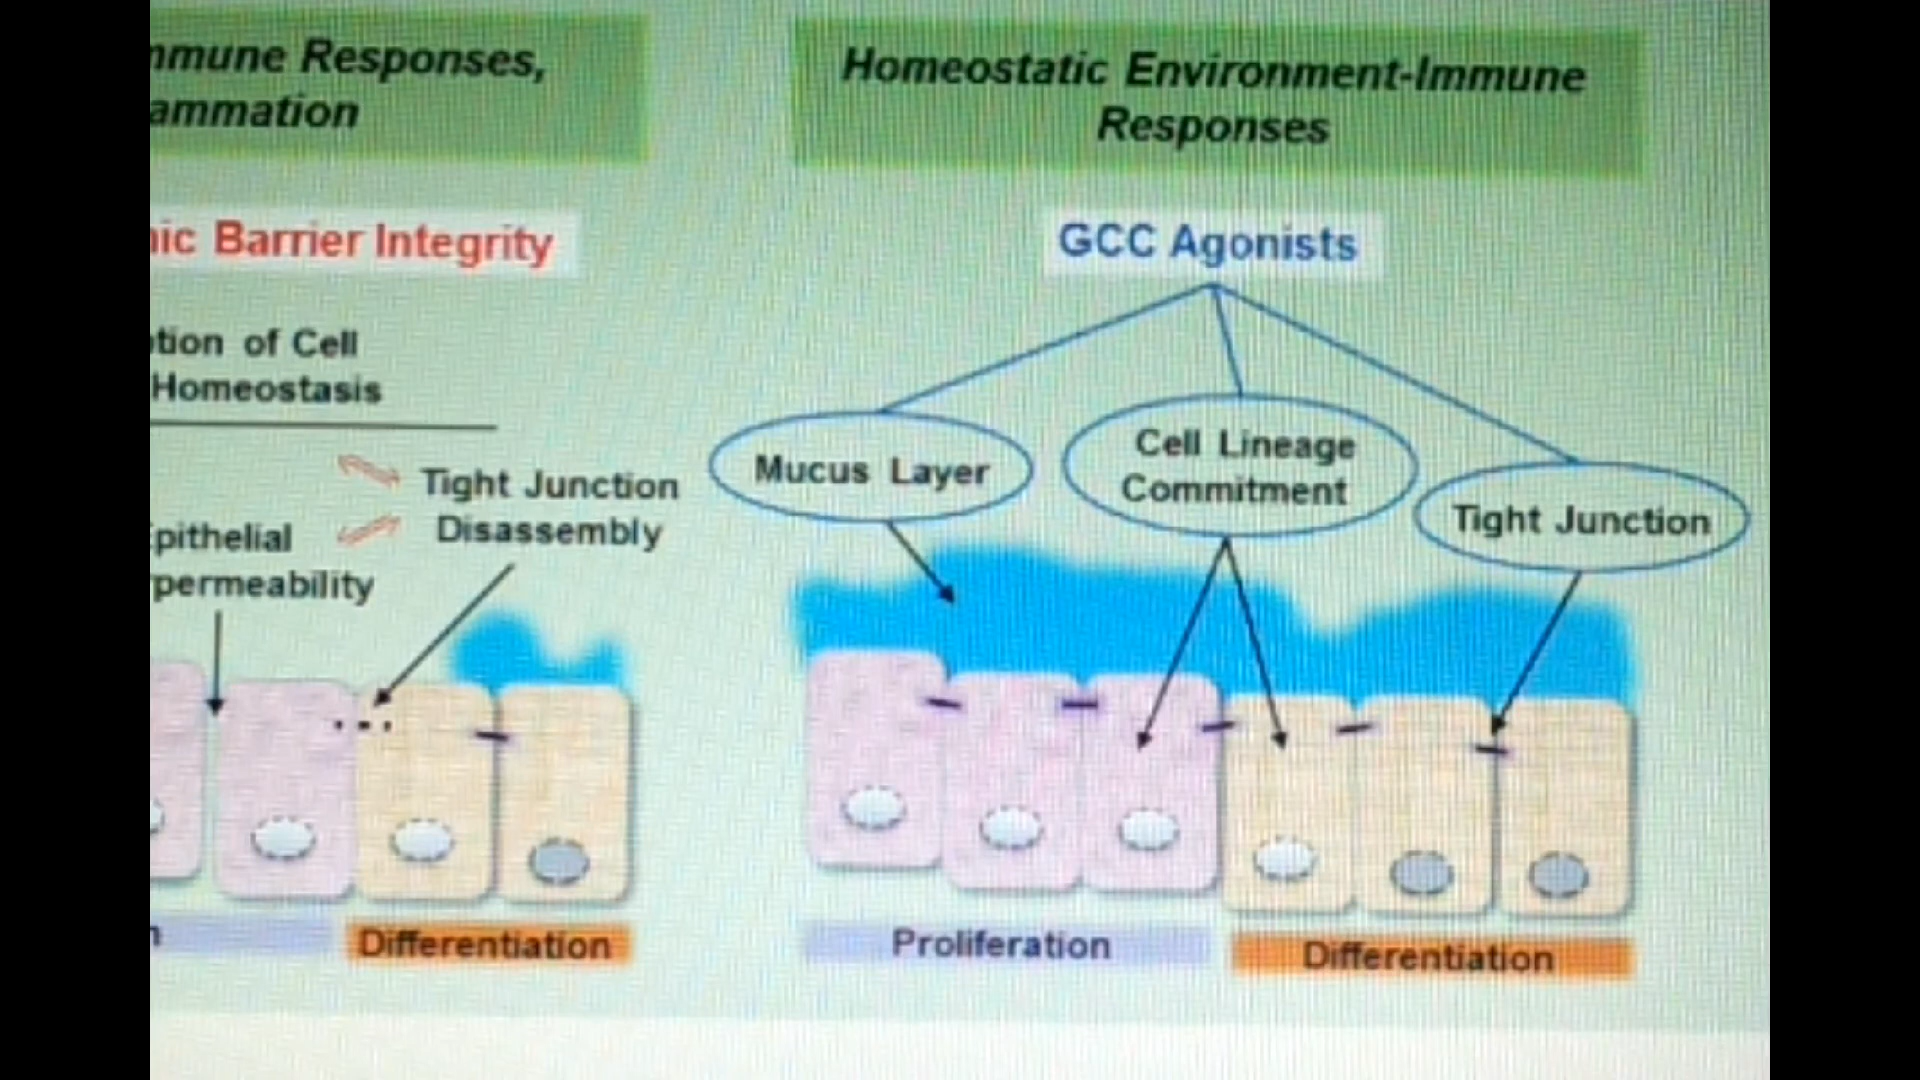 mmune Responses,
ammation
nic Barrier Integrity
tion of Cell
Homeostasis
Tight Junction
Disassembly
pithelial
permeability
n
Differentiation
Homeostatic Environment-Immune
Responses
GCC Agonists
Mucus Layer
Cell Lineage
Commitment
Tight Junction
Proliferation
Differentiation